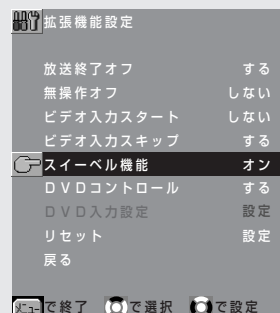 拡張機能設定
放送終了オフ する
無操作オフ しない
ビデオ入力スタート しない
ビデオ入力スキップ する
スイーベル機能 オン
ＤＶＤコントロール する
ＤＶＤ入力設定 設定
リセット 設定
戻る
メニューで終了 で選択 で設定